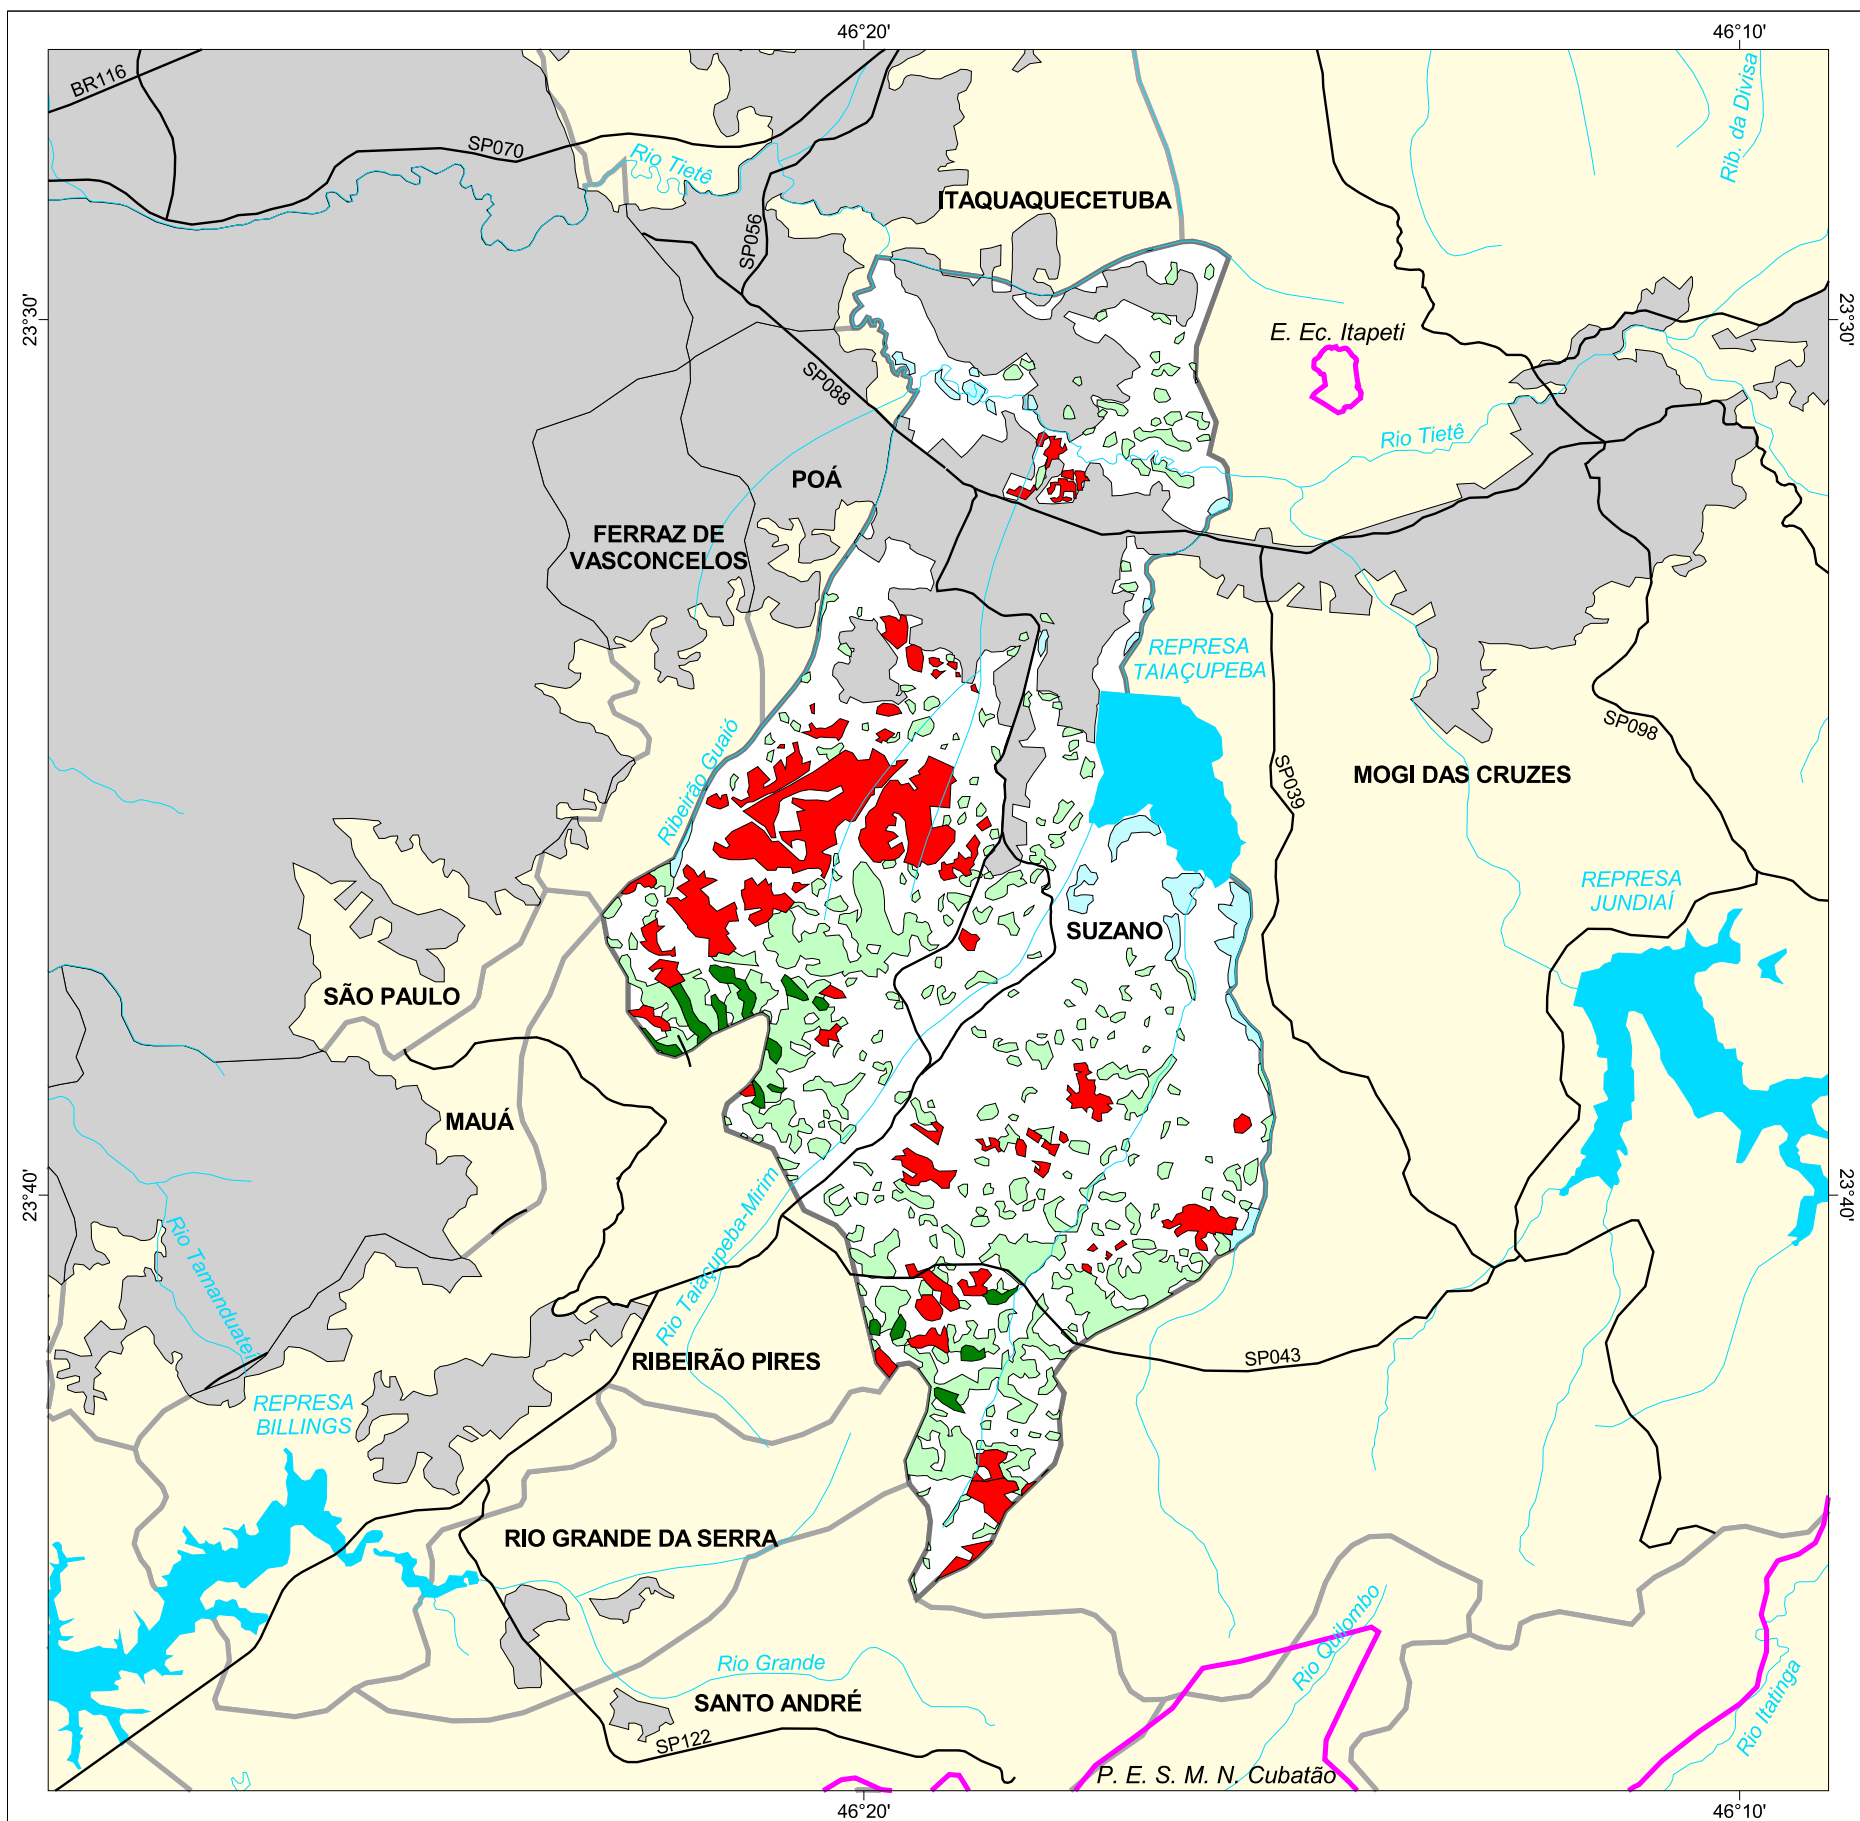 46°20'
46°10'
BR116
SP070
Rio Tietê
Rib. da Divisa
ITAQUAQUECETUBA
SP056
23°30'
23°30'
E. Ec. Itapeti
SP088
Rio Tietê
POÁ
FERRAZ DE
VASCONCELOS
REPRESA
TAIAÇUPEBA
SP098
Ribeirão Guaió
SP039
MOGI DAS CRUZES
REPRESA
JUNDIAÍ
SUZANO
SÃO PAULO
MAUÁ
23°40'
23°40'
Rio Tamanduateí
Rio Taiaçupeba-Mirim
RIBEIRÃO PIRES
SP043
REPRESA
BILLINGS
RIO GRANDE DA SERRA
Rio Quilombo
Rio Grande
SANTO ANDRÉ
Rio Itatinga
SP122
P. E. S. M. N. Cubatão
46°20'
46°10'